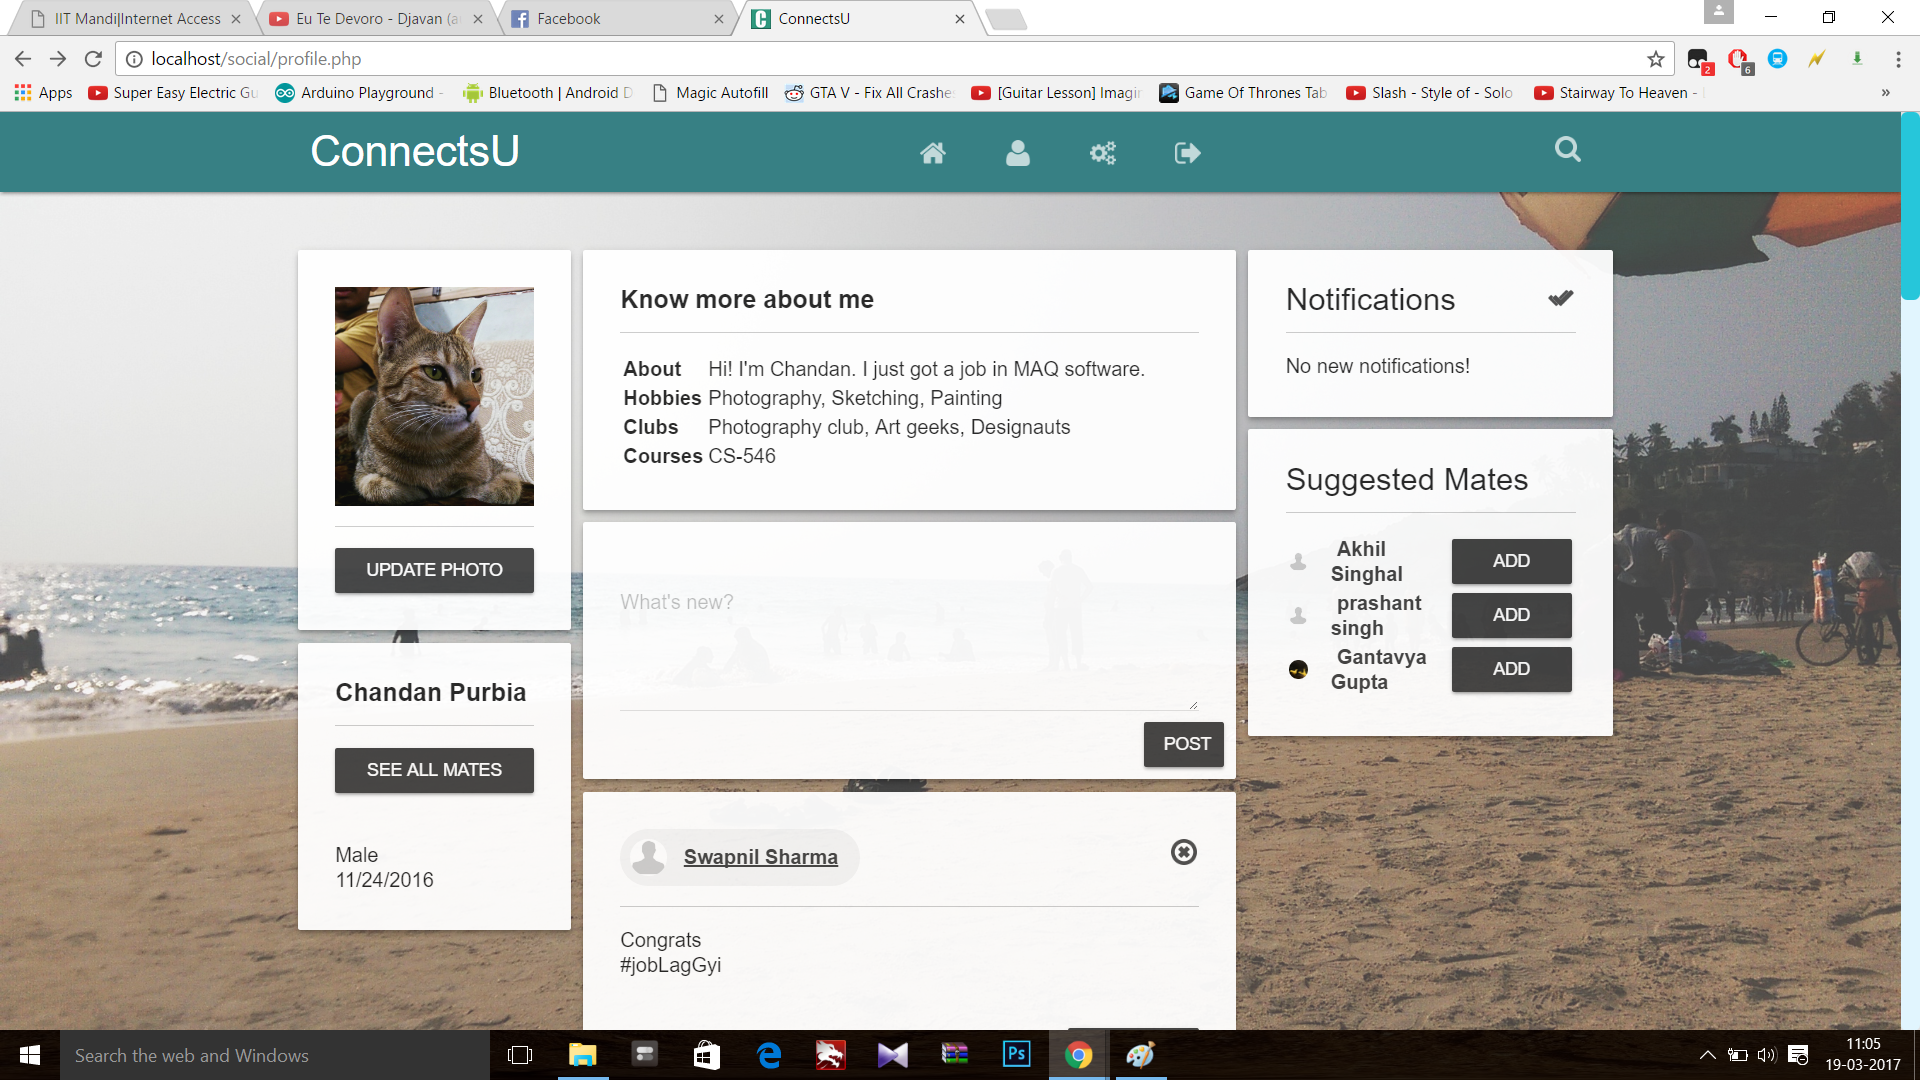 IIT Mandi|Internet Access
Eu Te Devoro - Djavan (a
Facebook
ConnectsU
localhost/social/profile.php
2
6
Apps
Super Easy Electric Gu
Arduino Playground -
Bluetooth | Android D
Magic Autofill
GTA V - Fix All Crashe
[Guitar Lesson] Imagin
Game Of Thrones Tab
Slash - Style of - Solo
Stairway To Heaven -
»
ConnectsU
Know more about me
About Hi! I'm Chandan. I just got a job in MAQ software.
Hobbies Photography, Sketching, Painting
Clubs Photography club, Art geeks, Designauts
Courses CS-546
Notifications
No new notifications!
Suggested Mates
Akhil
Singhal
ADD
prashant
singh
ADD
Gantavya
Gupta
ADD
UPDATE PHOTO
What's new?
POST
Chandan Purbia
SEE ALL MATES
Male
11/24/2016
Swapnil Sharma
Congrats
#jobLagGyi
Search the web and Windows
Ps
11:05
19-03-2017